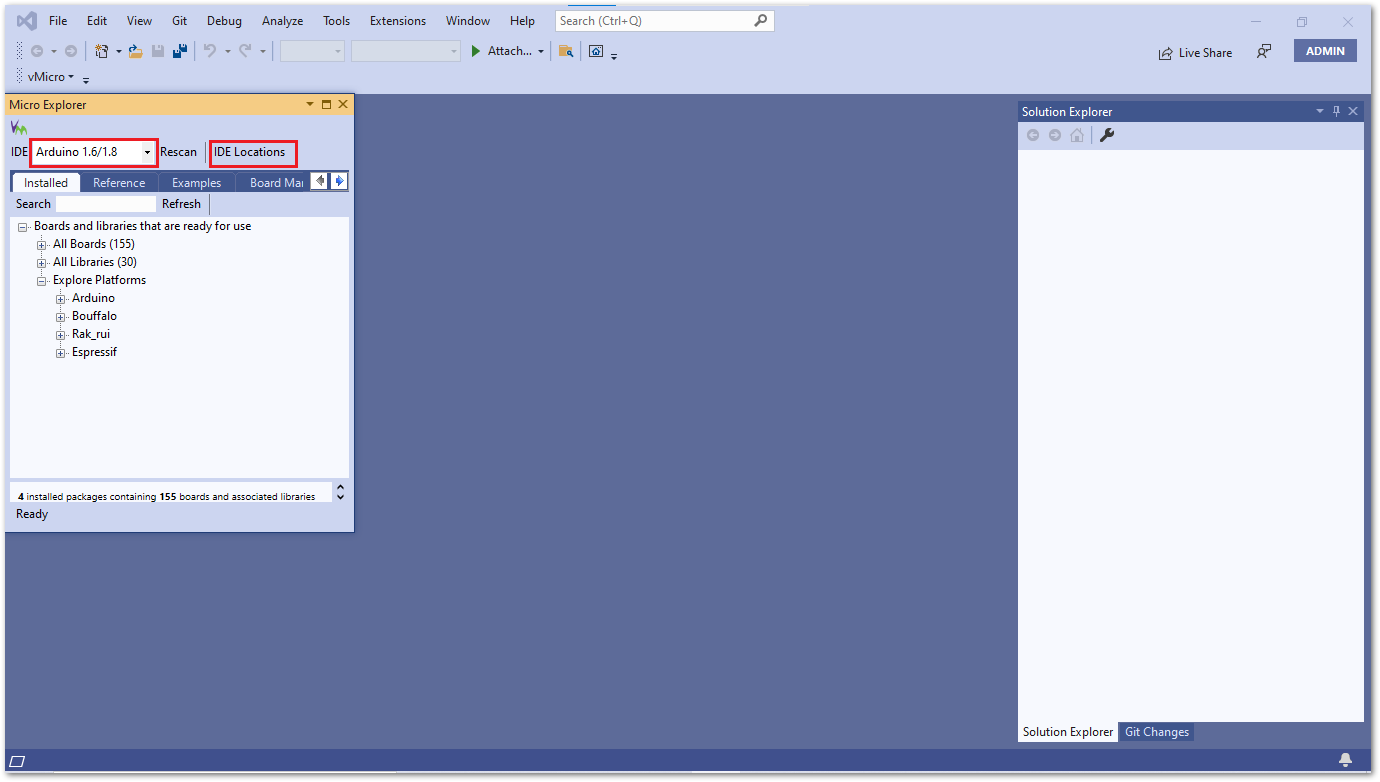 File Edit View Git Debug Analyze Tools Extensions Window Help Search (Ctrl+Q)
Attach... Live Share ADMIN
vMicro
Micro Explorer
Solution Explorer
IDE Arduino 1.6/1.8 Rescan IDE Locations
Installed Reference Examples Board Mar
Search Refresh
Boards and libraries that are ready for use
All Boards (155)
All Libraries (30)
Explore Platforms
Arduino
Bouffalo
Rak_rui
Espressif
4 installed packages containing 155 boards and associated libraries
Ready
Solution Explorer Git Changes